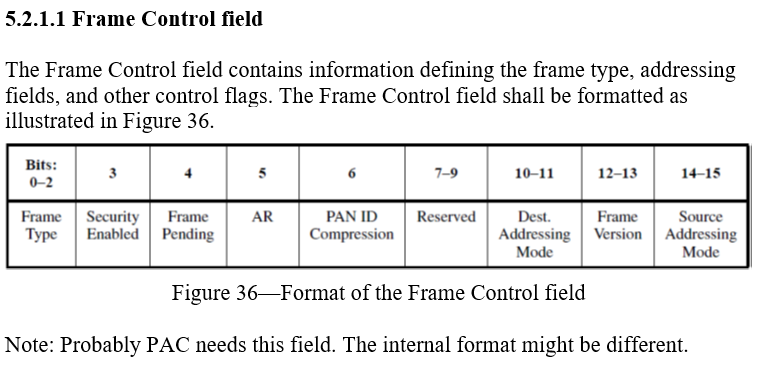 5.2.1.1 Frame Control field
The Frame Control field contains information defining the frame type, addressing
fields, and other control flags. The Frame Control field shall be formatted as
illustrated in Figure 36.
Bits: 0–2 3 4 5 6 7–9 10–11 12–13 14–15
Frame Type Security Enabled Frame Pending AR PAN ID Compression Reserved Dest. Addressing Mode Frame Version Source Addressing Mode
Figure 36—Format of the Frame Control field
Note: Probably PAC needs this field. The internal format might be different.